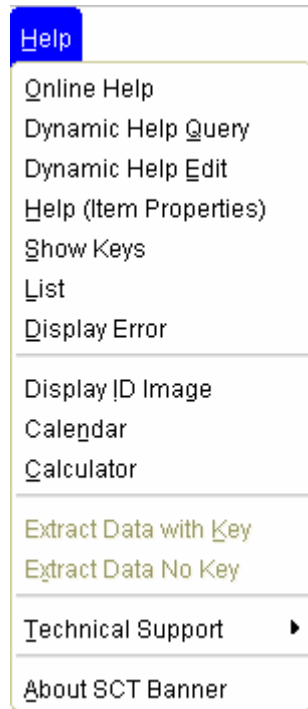 Help
Online Help
Dynamic Help Query
Dynamic Help Edit
Help (Item Properties)
Show Keys
List
Display Error
Display ID Image
Calendar
Calculator
Extract Data with Key
Extract Data No Key
Technical Support
About SCT Banner